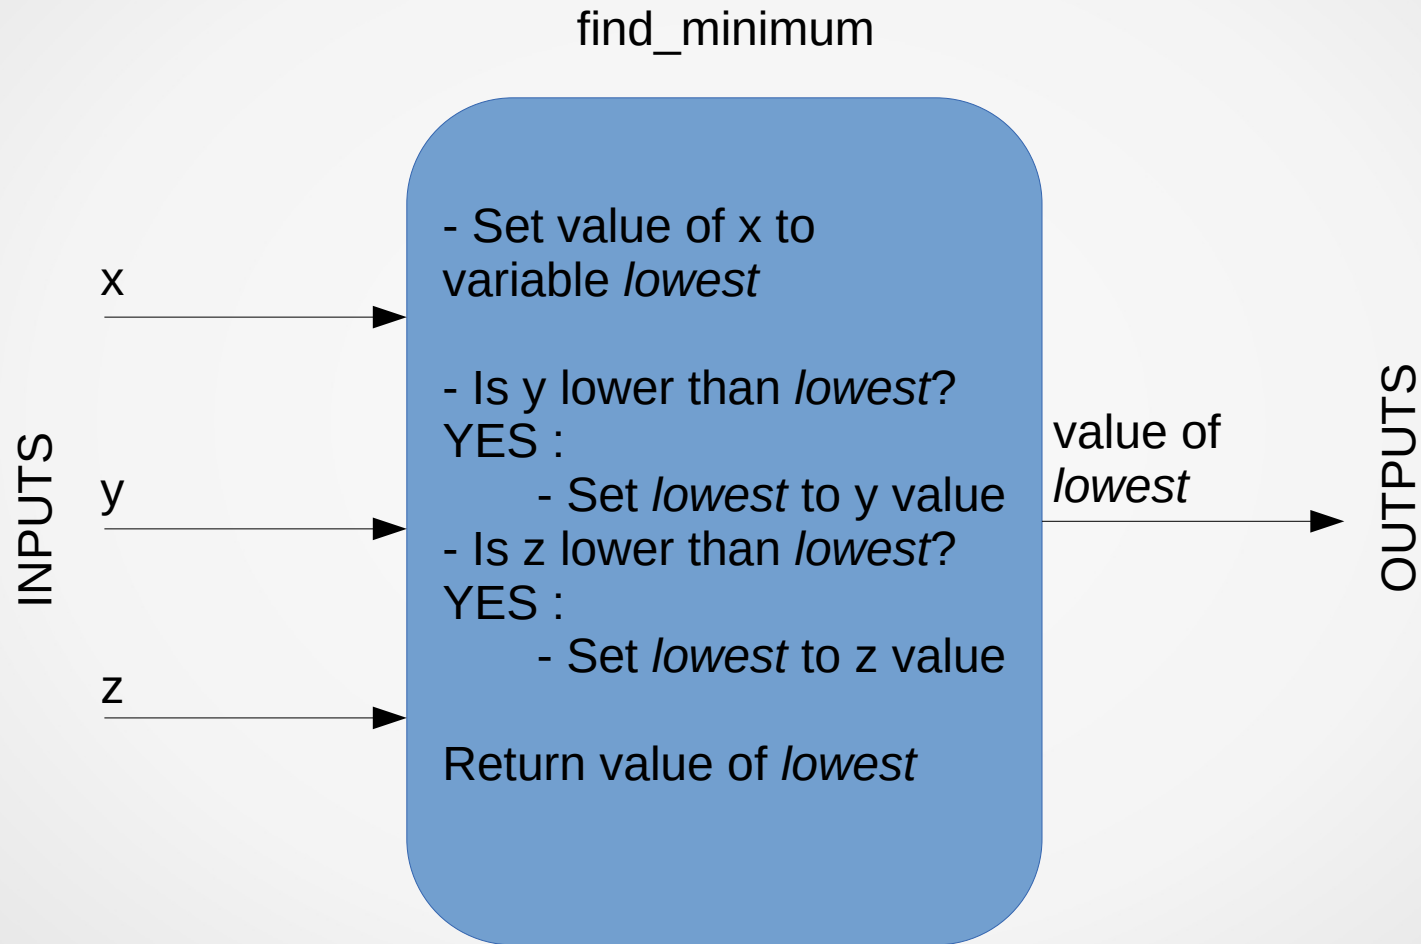 find_minimum
INPUTS
x
y
z
- Set value of x to
variable lowest
- Is y lower than lowest?
YES :
- Set lowest to y value
- Is z lower than lowest?
YES :
- Set lowest to z value
Return value of lowest
value of
lowest
OUTPUTS